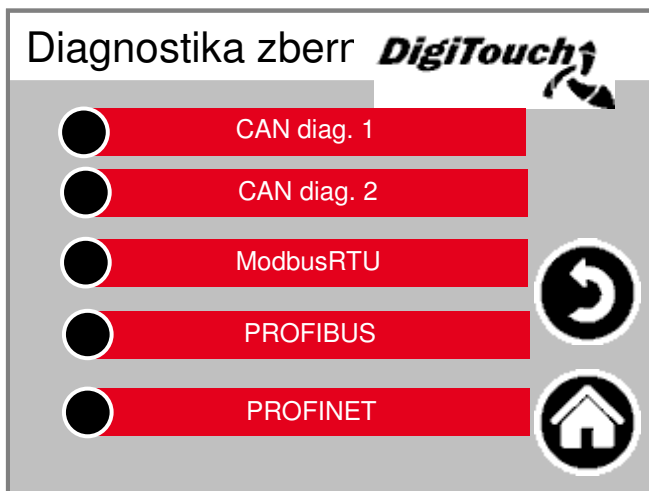 Diagnostika zberr
DigiTouch
CAN diag. 1
CAN diag. 2
ModbusRTU
PROFIBUS
PROFINET